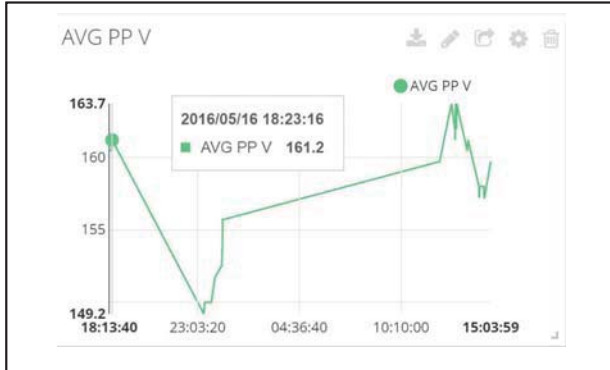 AVG PP V
AVG PP V
163.7
2016/05/16 18:23:16
AVG PP V 161.2
160
155
149.2
18:13:40 23:03:20 04:36:40 10:10:00 15:03:59